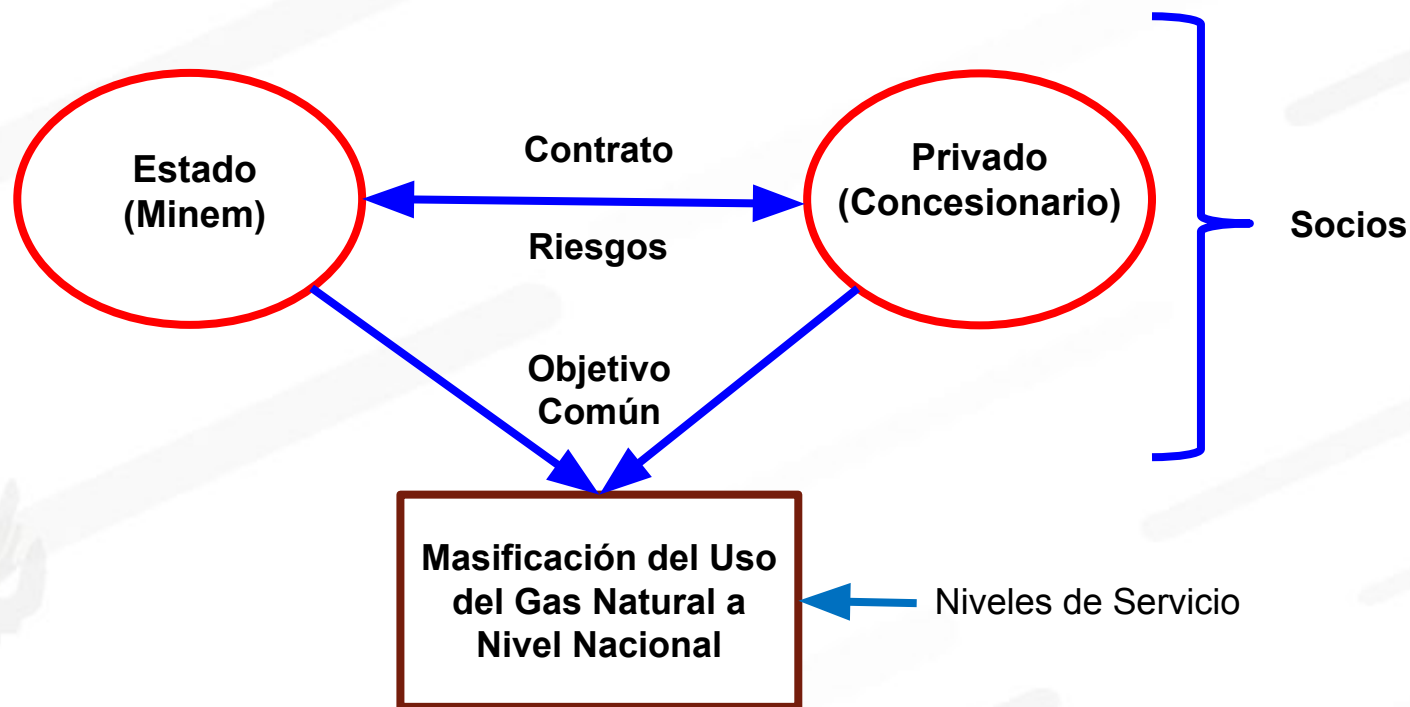 Estado
(Minem)
Contrato
Riesgos
Privado
(Concesionario)
Socios
Objetivo
Común
Masificación del Uso
del Gas Natural a
Nivel Nacional
Niveles de Servicio